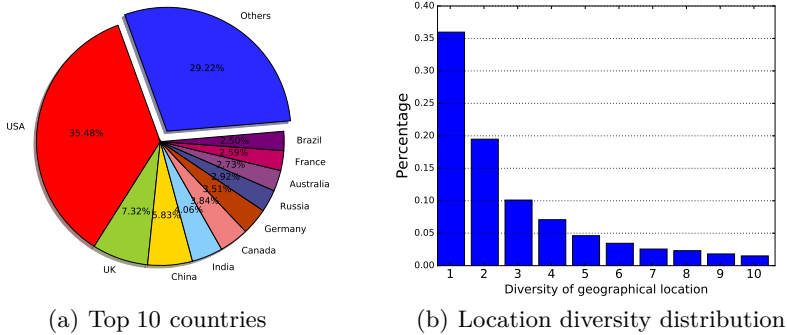 Others
29.22%
USA
35.48%
7.32%
UK
5.83%
China
4.06%
India
3.84%
Canada
3.51%
Germany
2.92%
Russia
2.73%
Australia
2.59%
France
2.50%
Brazil
(a) Top 10 countries
0.40
0.35
0.30
0.25
0.20
0.15
0.10
0.05
0.00
Percentage
1 2 3 4 5 6 7 8 9 10
Diversity of geographical location
(b) Location diversity distribution